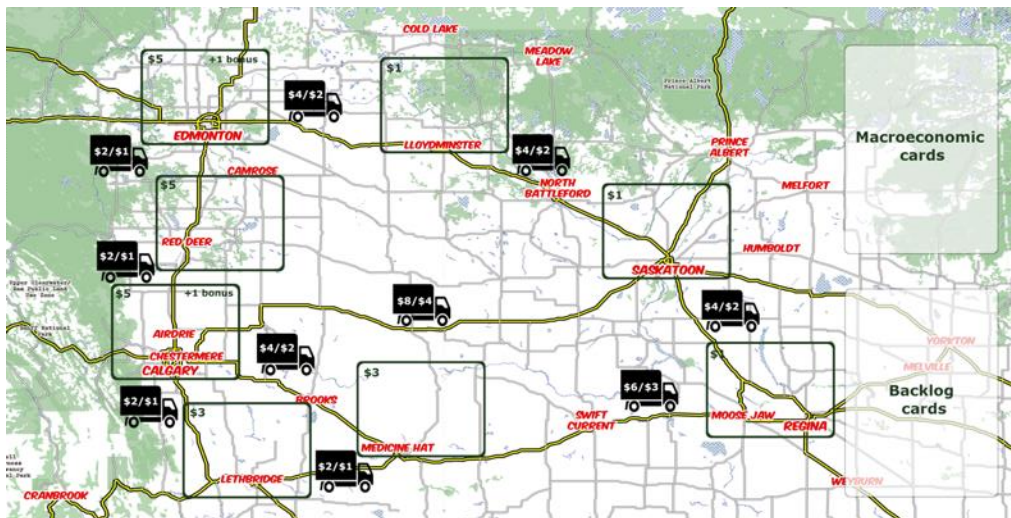 COLD LAKE
MEADOW
LAKE
$5 +1 bonus
$1
$4/$2
Prince Albert
National Park
EDMONTON
Macroeconomic
cards
LLOYDMINSTER
$4/$2
PRINCE
ALBERT
$2/$1
CAMROSE
NORTH
BATTLEFORD
MELFORT
$5
$1
RED DEER
HUMBOLDT
$2/$1
SASKATOON
$5 +1 bonus
$8/$4
$4/$2
AIRDRIE
CHESTERMERE
CALGARY
$4/$2
YORKTON
MELVILLE
$3
$6/$3
Backlog
cards
$2/$1
$3
BROOKS
SWIFT
CURRENT
MOOSE JAW
REGINA
MEDICINE HAT
$2/$1
LETHBRIDGE
WEYBURN
CRANBROOK